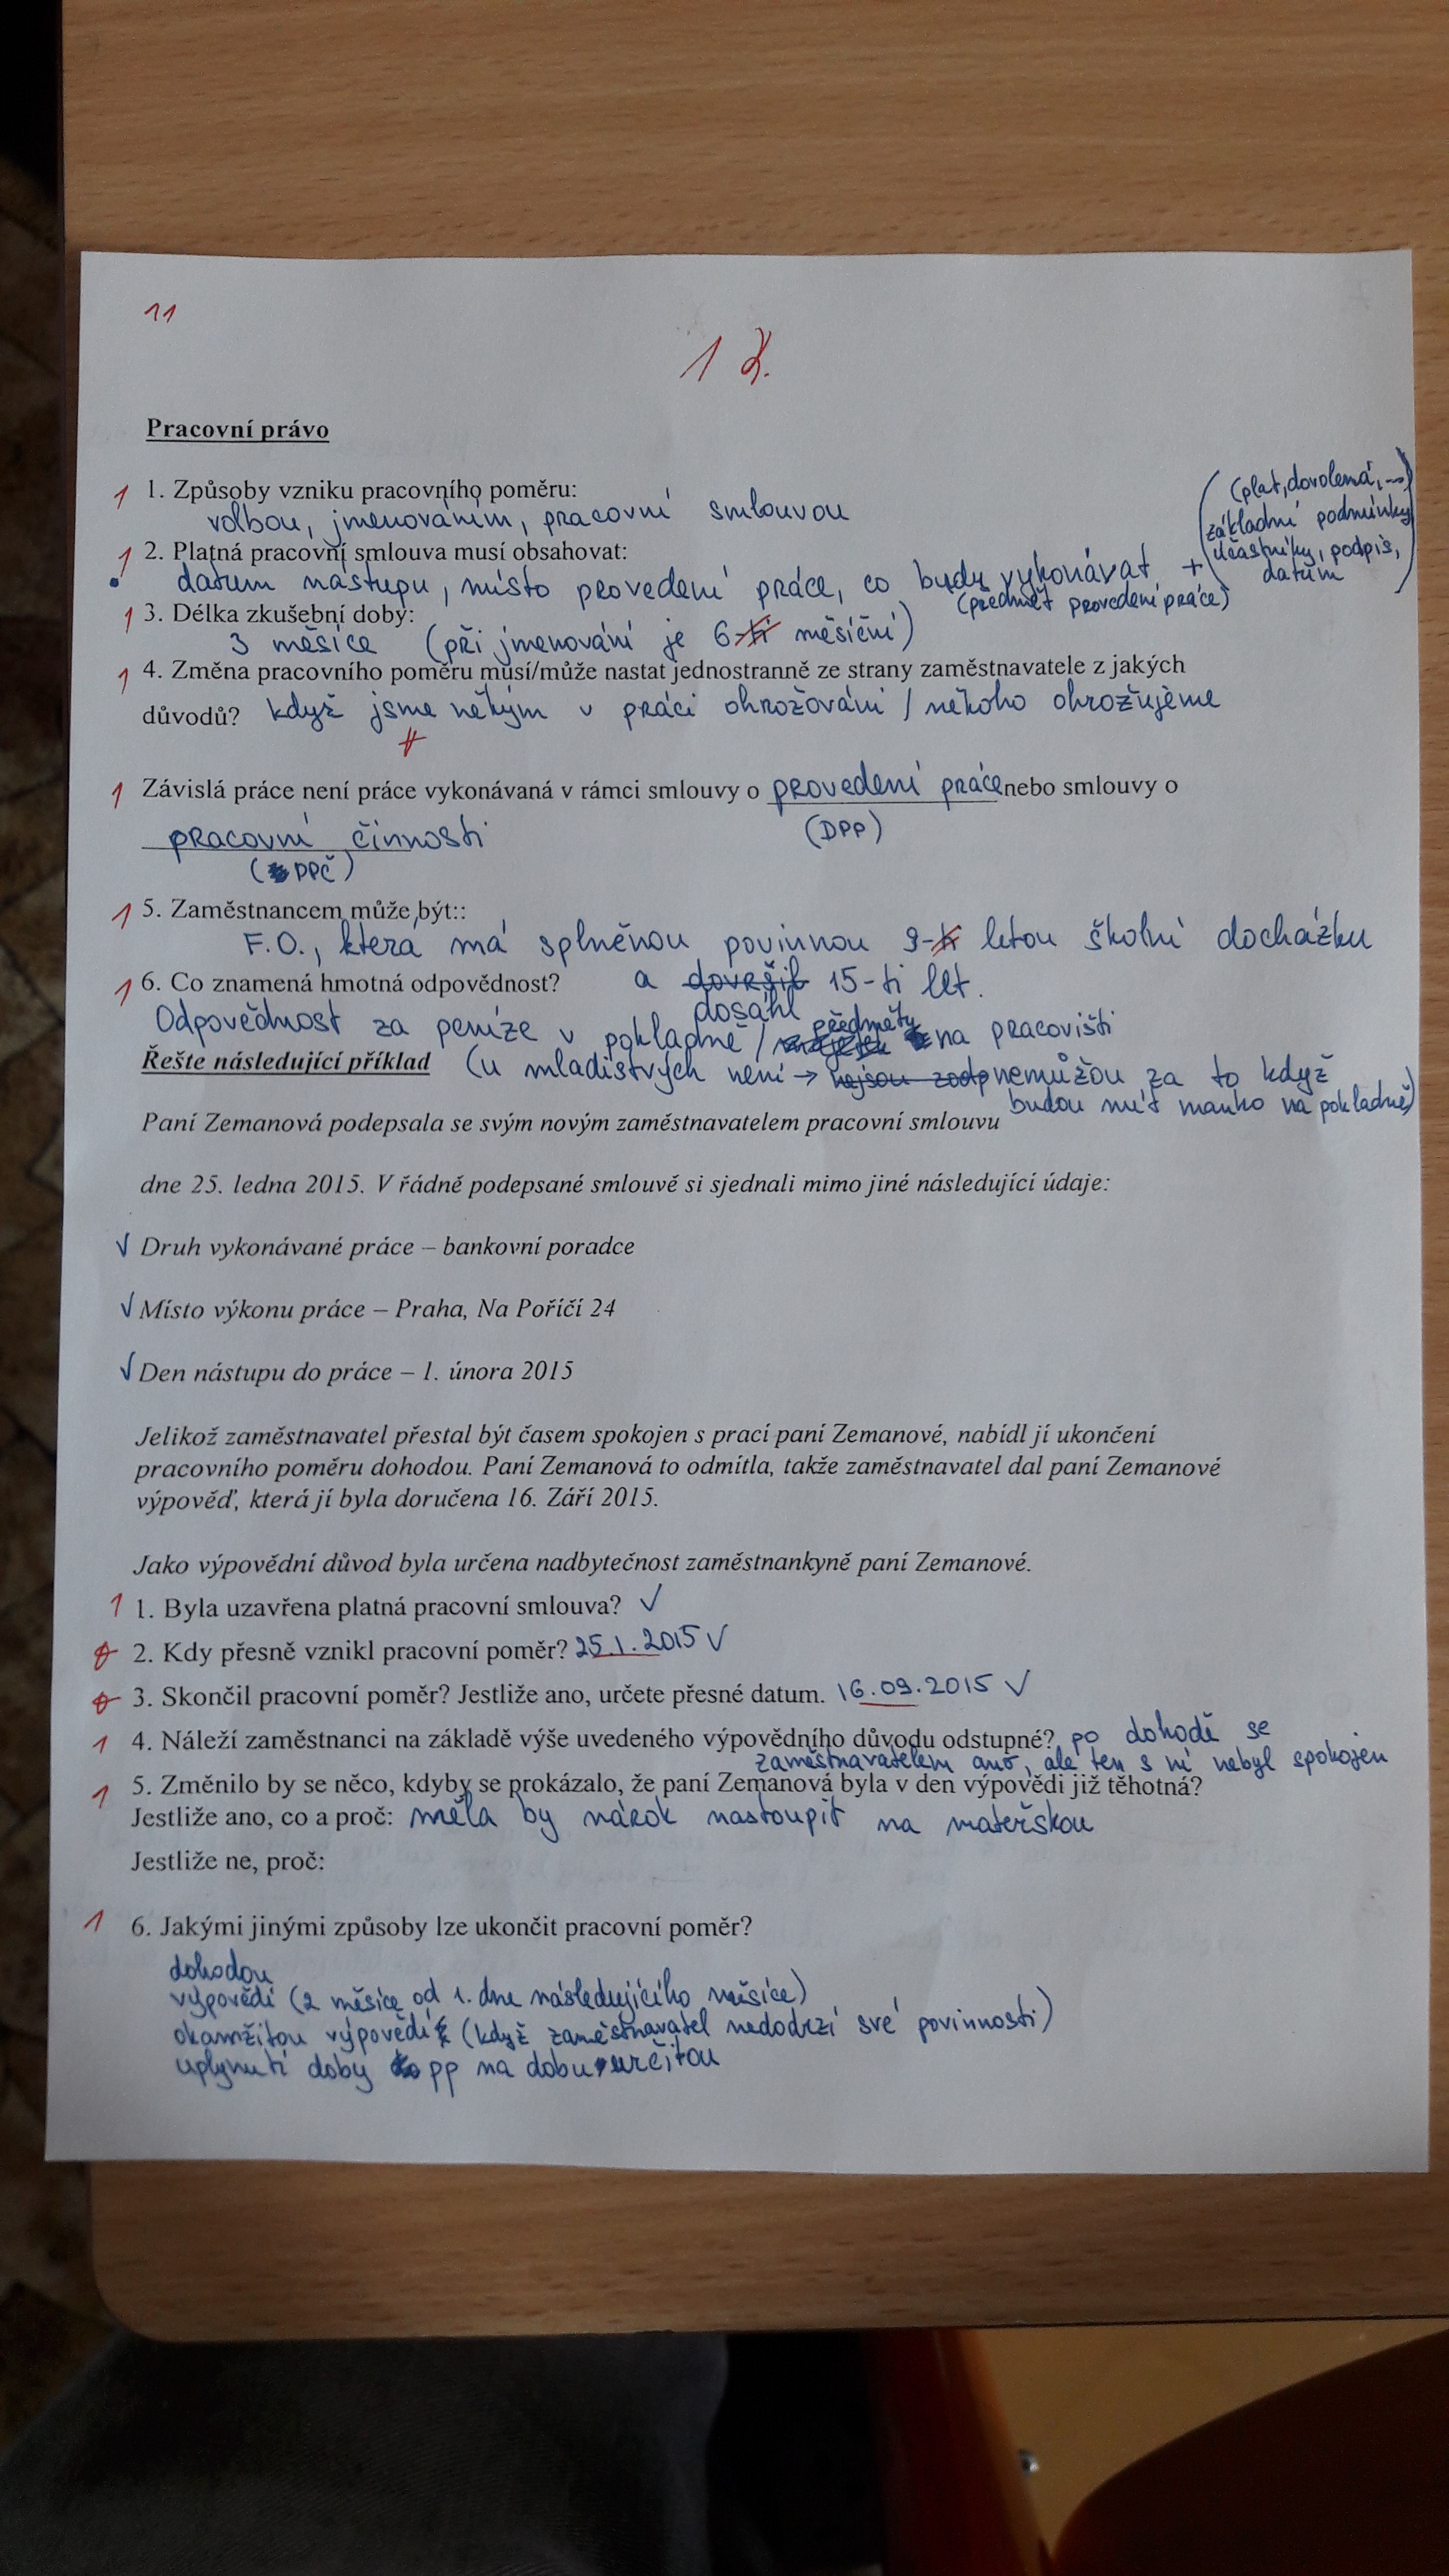 11
1
Pracovní právo
1 1. Způsoby vzniku pracovního poměru:
volbou, jmenováním, pracovní smlouvou
(plat, dovolená, ...)
základní podmínky
účastníky, podpis,
datum
1 2. Platná pracovní smlouva musí obsahovat:
datum nástupu, místo provedení práce, co budu vykonávat +
(předmět provedení práce)
1 3. Délka zkušební doby:
3 měsíce (při jmenování je 6-ti měsíční)
1 4. Změna pracovního poměru musí/může nastat jednostranně ze strany zaměstnavatele z jakých
důvodů? když jsme někým v práci ohrožováni / někoho ohrožujeme
1 Závislá práce není práce vykonávaná v rámci smlouvy o provedení práce nebo smlouvy o
(DPP)
pracovní činnosti
(DPČ)
1 5. Zaměstnancem může být::
F.O., která má splněnou povinnou 9-ti letou školní docházku
a dovršil dosáhl 15-ti let.
1 6. Co znamená hmotná odpovědnost?
Odpovědnost za peníze v pokladně / předměty na pracovišti
(u mladistvých není → nejsou zodp nemůžou za to když
budou mít manko na pokladně)
Řešte následující příklad
Paní Zemanová podepsala se svým novým zaměstnavatelem pracovní smlouvu
dne 25. ledna 2015. V řádně podepsané smlouvě si sjednali mimo jiné následující údaje:
√ Druh vykonávané práce – bankovní poradce
√ Místo výkonu práce – Praha, Na Poříčí 24
√ Den nástupu do práce – 1. února 2015
Jelikož zaměstnavatel přestal být časem spokojen s prací paní Zemanové, nabídl jí ukončení
pracovního poměru dohodou. Paní Zemanová to odmítla, takže zaměstnavatel dal paní Zemanové
výpověď, která jí byla doručena 16. Září 2015.
Jako výpovědní důvod byla určena nadbytečnost zaměstnankyně paní Zemanové.
1 1. Byla uzavřena platná pracovní smlouva? √
2. Kdy přesně vznikl pracovní poměr? 25.1.2015 √
3. Skončil pracovní poměr? Jestliže ano, určete přesné datum. 16.09.2015 √
1 4. Náleží zaměstnanci na základě výše uvedeného výpovědního důvodu odstupné? po dohodě se
zaměstnavatelem ano, ale ten s ní nebyl spokojen
1 5. Změnilo by se něco, kdyby se prokázalo, že paní Zemanová byla v den výpovědi již těhotná?
Jestliže ano, co a proč: měla by nárok nastoupit na mateřskou
Jestliže ne, proč:
1 6. Jakými jinými způsoby lze ukončit pracovní poměr?
dohodou
výpovědí (2 měsíce od 1. dne následujícího měsíce)
okamžitou výpovědí (když zaměstnavatel nedodrží své povinnosti)
uplynutí doby pp na dobu určitou